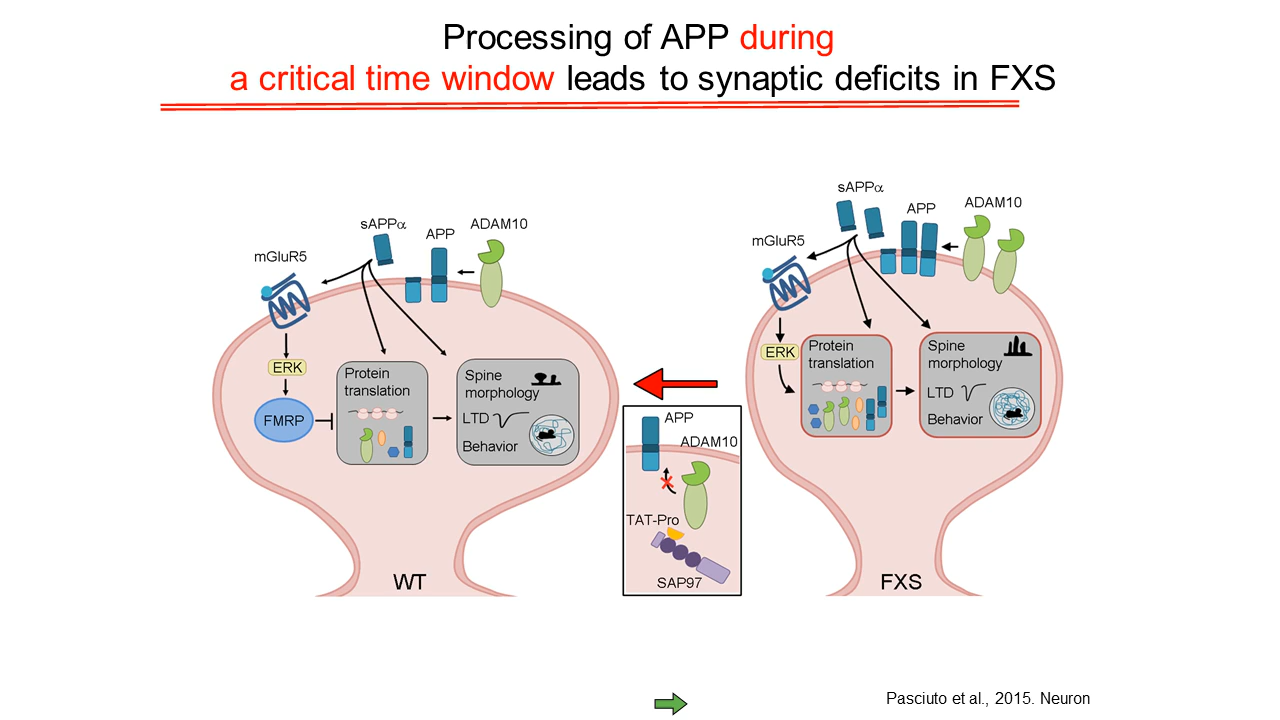 Processing of APP during
a critical time window leads to synaptic deficits in FXS
sAPPα
APP
ADAM10
mGluR5
ERK
FMRP
Protein
translation
Spine
morphology
LTD
Behavior
WT
APP
ADAM10
TAT-Pro
SAP97
sAPPα
APP
ADAM10
mGluR5
ERK
Protein
translation
Spine
morphology
LTD
Behavior
FXS
Pasciuto et al., 2015. Neuron